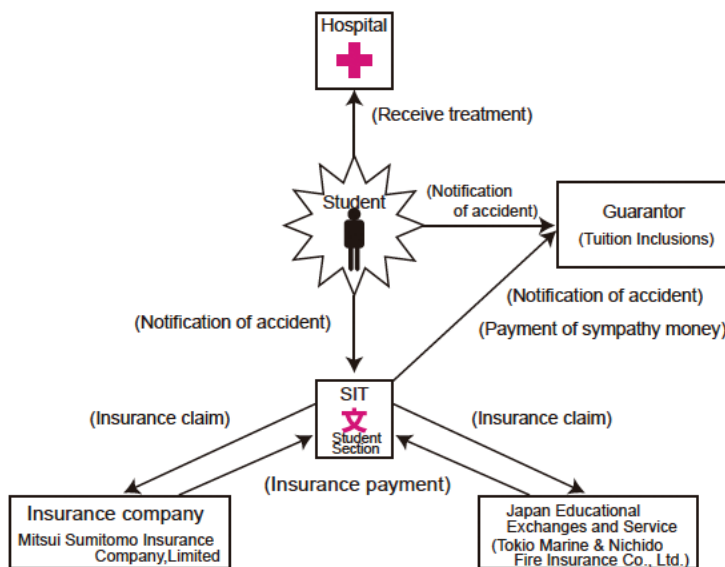 Hospital
(Receive treatment)
Student
(Notification
of accident)
Guarantor
(Tuition Inclusions)
(Notification of accident)
(Notification of accident)
(Payment of sympathy money)
SIT
文
Student
Section
(Insurance claim)
(Insurance claim)
(Insurance payment)
Insurance company
Mitsui Sumitomo Insurance
Company,Limited
Japan Educational
Exchanges and Service
(Tokio Marine & Nichido
Fire Insurance Co., Ltd.)